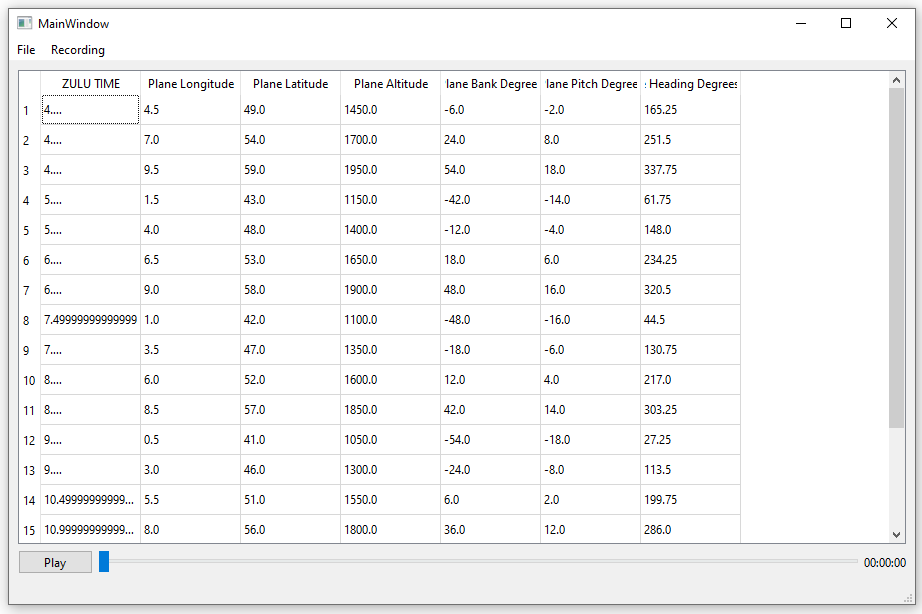 MainWindow
File Recording
ZULU TIME Plane Longitude Plane Latitude Plane Altitude lane Bank Degree lane Pitch Degree : Heading Degrees
1 4.... 4.5 49.0 1450.0 -6.0 -2.0 165.25
2 4.... 7.0 54.0 1700.0 24.0 8.0 251.5
3 4.... 9.5 59.0 1950.0 54.0 18.0 337.75
4 5.... 1.5 43.0 1150.0 -42.0 -14.0 61.75
5 5.... 4.0 48.0 1400.0 -12.0 -4.0 148.0
6 6.... 6.5 53.0 1650.0 18.0 6.0 234.25
7 6.... 9.0 58.0 1900.0 48.0 16.0 320.5
8 7.49999999999999 1.0 42.0 1100.0 -48.0 -16.0 44.5
9 7.... 3.5 47.0 1350.0 -18.0 -6.0 130.75
10 8.... 6.0 52.0 1600.0 12.0 4.0 217.0
11 8.... 8.5 57.0 1850.0 42.0 14.0 303.25
12 9.... 0.5 41.0 1050.0 -54.0 -18.0 27.25
13 9.... 3.0 46.0 1300.0 -24.0 -8.0 113.5
14 10.49999999999... 5.5 51.0 1550.0 6.0 2.0 199.75
15 10.99999999999... 8.0 56.0 1800.0 36.0 12.0 286.0
Play 00:00:00